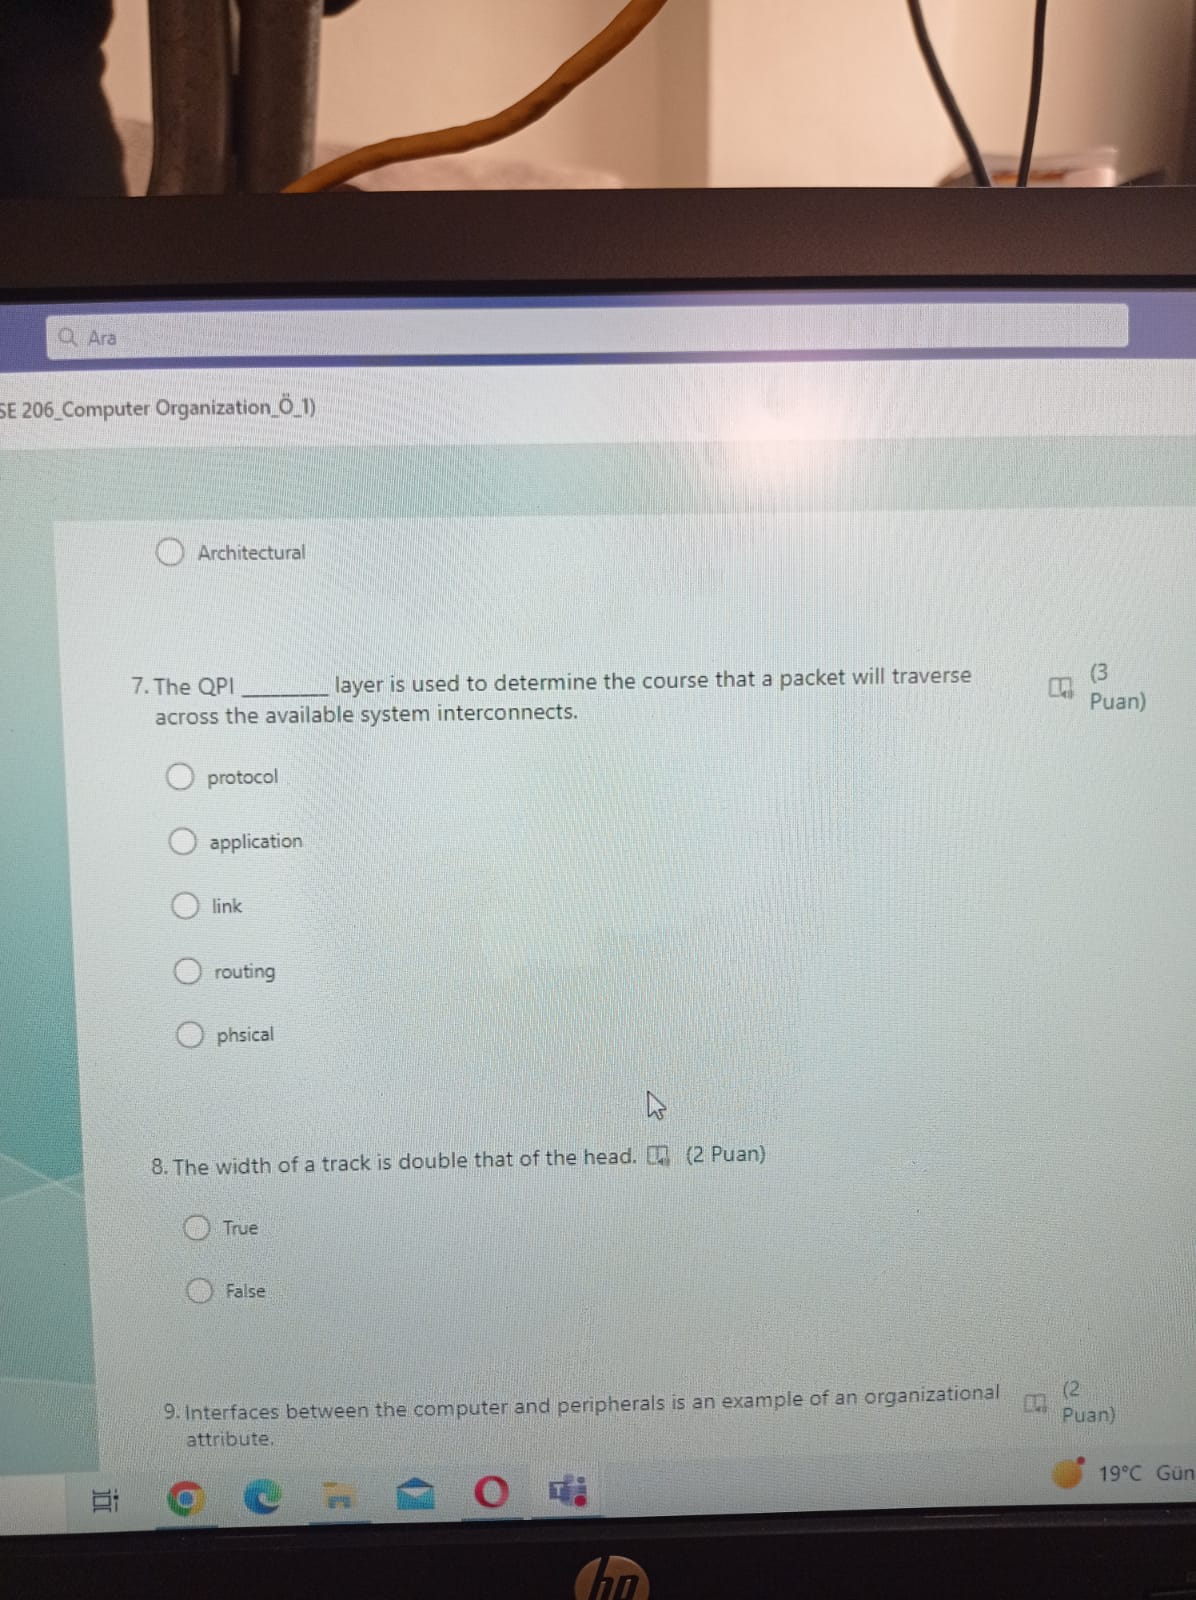 Ara
SE 206_Computer Organization_Ö_1)
Architectural
7. The QPI ________ layer is used to determine the course that a packet will traverse
across the available system interconnects.
(3
Puan)
protocol
application
link
routing
phsical
8. The width of a track is double that of the head. (2 Puan)
True
False
9. Interfaces between the computer and peripherals is an example of an organizational
attribute.
(2
Puan)
19°C Gün
hp